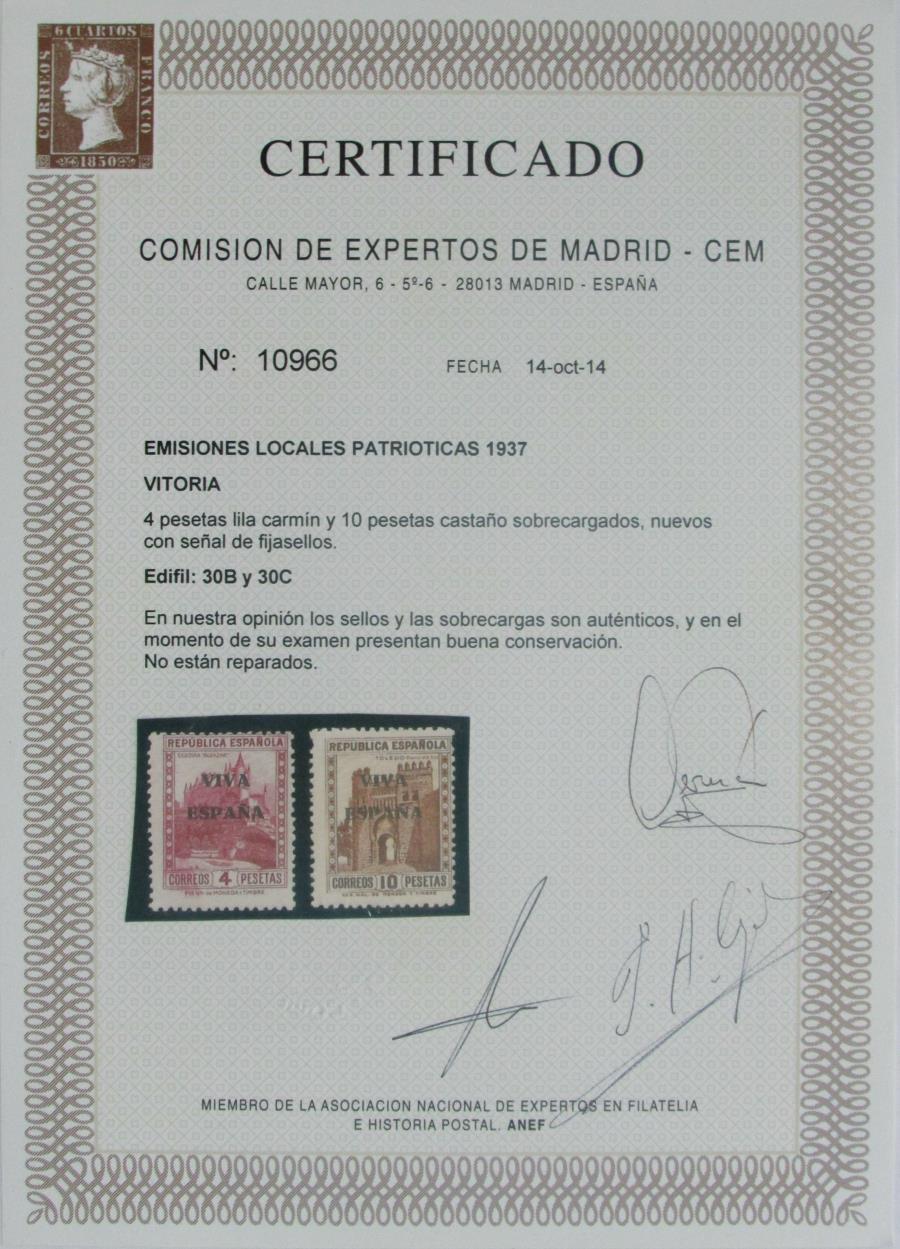 6 CUARTOS
CORREOS
FRANCO
1850
CERTIFICADO
COMISION DE EXPERTOS DE MADRID - CEM
CALLE MAYOR, 6 - 5º-6 - 28013 MADRID - ESPAÑA
Nº: 10966 FECHA 14-oct-14
EMISIONES LOCALES PATRIOTICAS 1937
VITORIA
4 pesetas lila carmín y 10 pesetas castaño sobrecargados, nuevos
con señal de fijasellos.
Edifil: 30B y 30C
En nuestra opinión los sellos y las sobrecargas son auténticos, y en el
momento de su examen presentan buena conservación.
No están reparados.
REPÚBLICA ESPAÑOLA
VIVA
ESPAÑA
CORREOS 4 PESETAS
REPUBLICA ESPAÑOLA
TOLEDO
VIVA
ESPAÑA
CORREOS 10 PESETAS
MIEMBRO DE LA ASOCIACION NACIONAL DE EXPERTOS EN FILATELIA
E HISTORIA POSTAL. ANEF